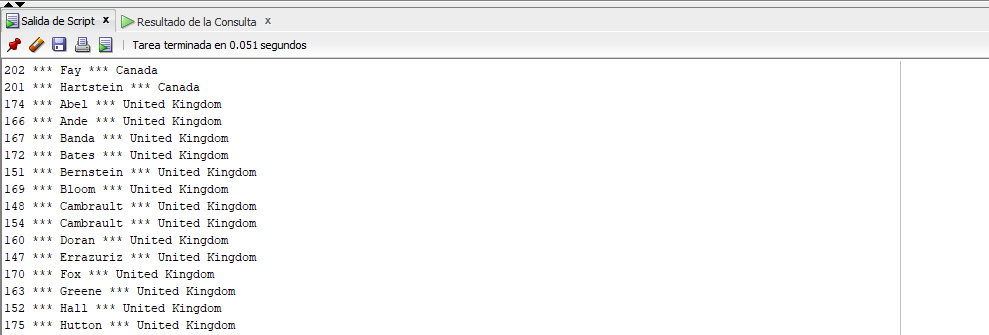 Salida de Script x Resultado de la Consulta x
Tarea terminada en 0.051 segundos
202 *** Fay *** Canada
201 *** Hartstein *** Canada
174 *** Abel *** United Kingdom
166 *** Ande *** United Kingdom
167 *** Banda *** United Kingdom
172 *** Bates *** United Kingdom
151 *** Bernstein *** United Kingdom
169 *** Bloom *** United Kingdom
148 *** Cambrault *** United Kingdom
154 *** Cambrault *** United Kingdom
160 *** Doran *** United Kingdom
147 *** Errazuriz *** United Kingdom
170 *** Fox *** United Kingdom
163 *** Greene *** United Kingdom
152 *** Hall *** United Kingdom
175 *** Hutton *** United Kingdom